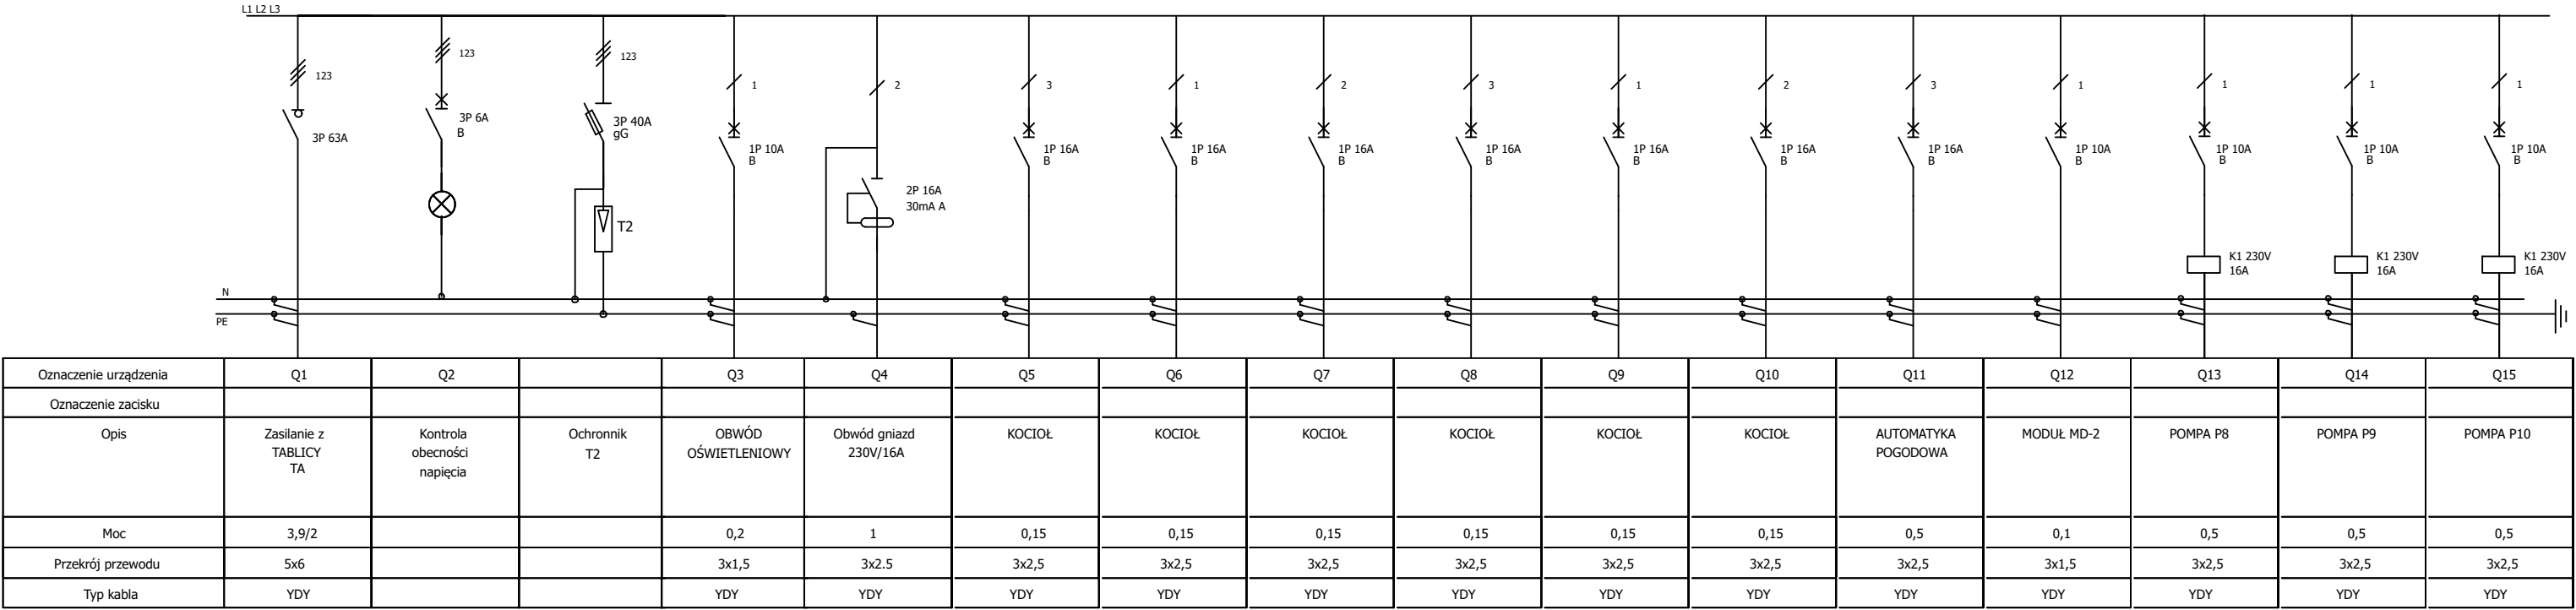 L1 L2 L3
123
3P 63A
123
3P 6A
B
123
3P 40A
gG
T2
1
1P 10A
B
2
2P 16A
30mA A
3
1P 16A
B
1
1P 16A
B
2
1P 16A
B
3
1P 16A
B
1
1P 16A
B
2
1P 16A
B
3
1P 16A
B
1
1P 10A
B
1
1P 10A
B
K1 230V
16A
1
1P 10A
B
K1 230V
16A
1
1P 10A
B
K1 230V
16A
N
PE
Oznaczenie urządzenia Q1 Q2 Q3 Q4 Q5 Q6 Q7 Q8 Q9 Q10 Q11 Q12 Q13 Q14 Q15
Oznaczenie zacisku
Opis
Zasilanie z
TABLICY
TA
Kontrola
obecności
napięcia
Ochronnik
T2
OBWÓD
OŚWIETLENIOWY
Obwód gniazd
230V/16A
KOCIOŁ
KOCIOŁ
KOCIOŁ
KOCIOŁ
KOCIOŁ
KOCIOŁ
AUTOMATYKA
POGODOWA
MODUŁ MD-2
POMPA P8
POMPA P9
POMPA P10
Moc 3,9/2 0,2 1 0,15 0,15 0,15 0,15 0,15 0,15 0,5 0,1 0,5 0,5 0,5
Przekrój przewodu 5x6 3x1,5 3x2.5 3x2,5 3x2,5 3x2,5 3x2,5 3x2,5 3x2,5 3x2,5 3x1,5 3x2,5 3x2,5 3x2,5
Typ kabla YDY YDY YDY YDY YDY YDY YDY YDY YDY YDY YDY YDY YDY YDY